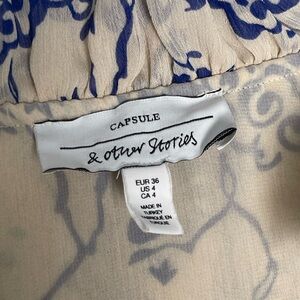 CAPSULE
& other Stories
EUR 36
US 4
CA 4
MADE IN
TURKEY
FABRIQUÉ EN
TURQUIE